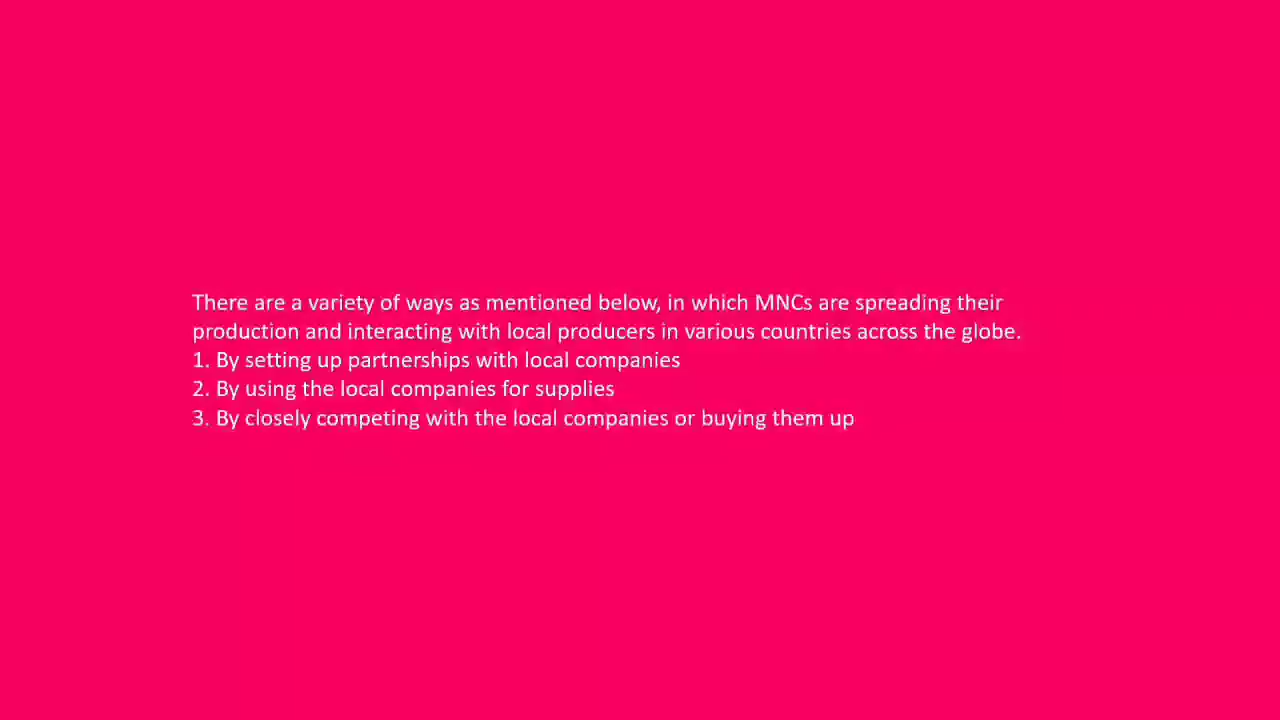 There are a variety of ways as mentioned below, in which MNCs are spreading their
production and interacting with local producers in various countries across the globe.
1. By setting up partnerships with local companies
2. By using the local companies for supplies
3. By closely competing with the local companies or buying them up